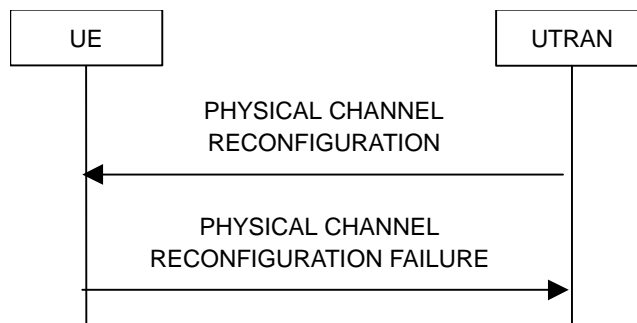 UE
UTRAN
PHYSICAL CHANNEL
RECONFIGURATION
PHYSICAL CHANNEL
RECONFIGURATION FAILURE